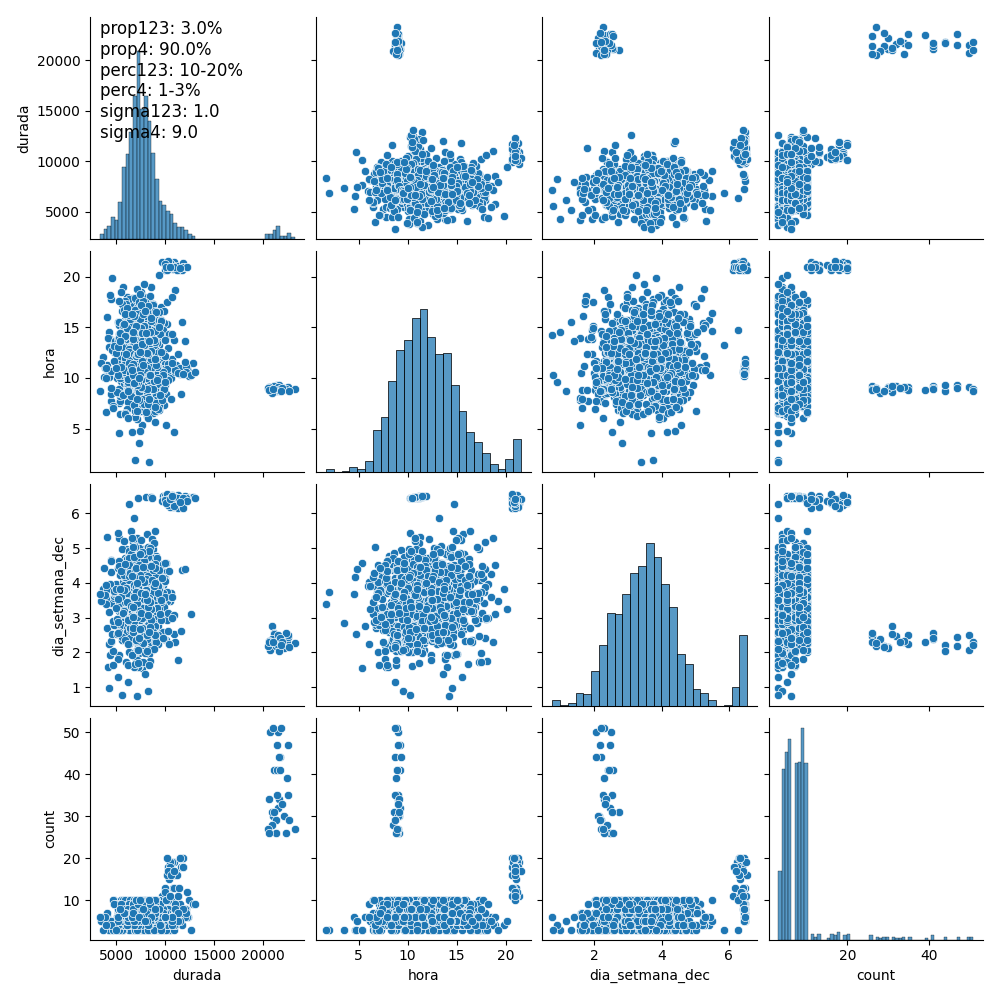 prop123: 3.0%
prop4: 90.0%
perc123: 10-20%
perc4: 1-3%
sigma123: 1.0
sigma4: 9.0
durada
20000
15000
10000
5000
hora
20
15
10
5
dia_setmana_dec
6
5
4
3
2
1
count
50
40
30
20
10
5000 10000 15000 20000
durada
5 10 15 20
hora
2 4 6
dia_setmana_dec
20 40
count